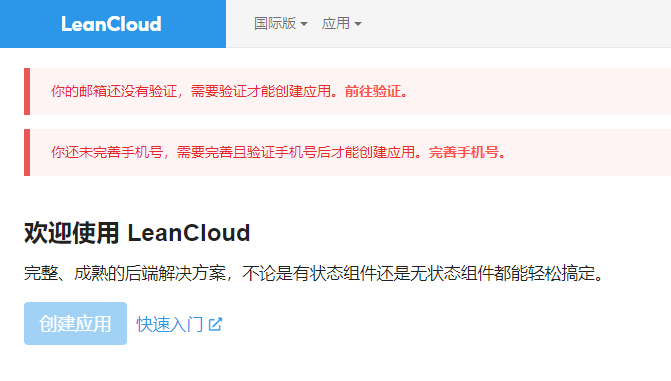 LeanCloud 国际版 应用
你的邮箱还没有验证，需要验证才能创建应用。前往验证。
你还未完善手机号，需要完善且验证手机号后才能创建应用。完善手机号。
欢迎使用 LeanCloud
完整、成熟的后端解决方案，不论是有状态组件还是无状态组件都能轻松搞定。
创建应用 快速入门